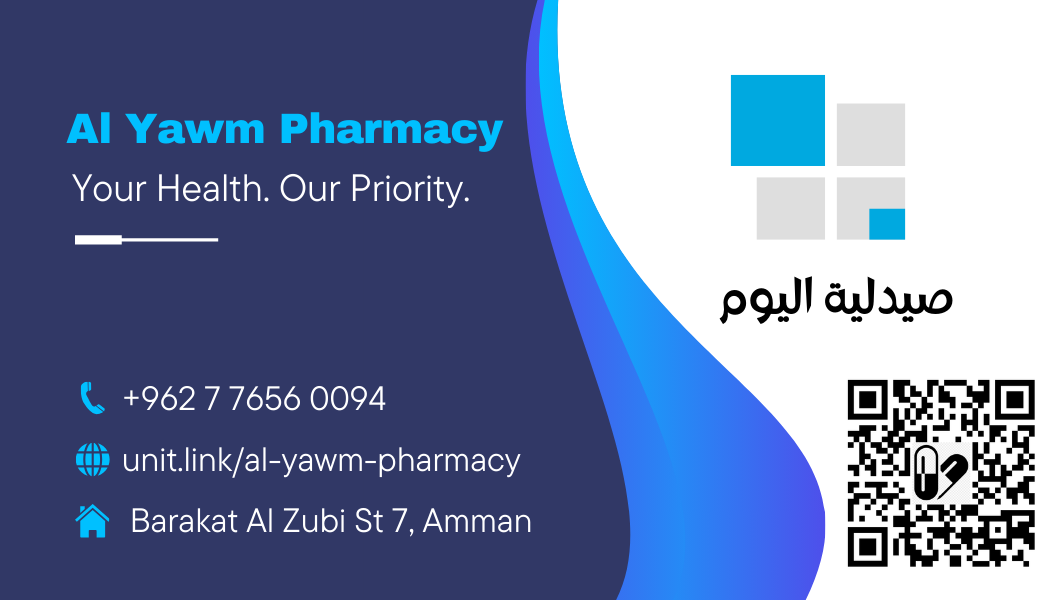 Al Yawm Pharmacy
Your Health. Our Priority.
+962 7 7656 0094
unit.link/al-yawm-pharmacy
Barakat Al Zubi St 7, Amman
صيدلية اليوم